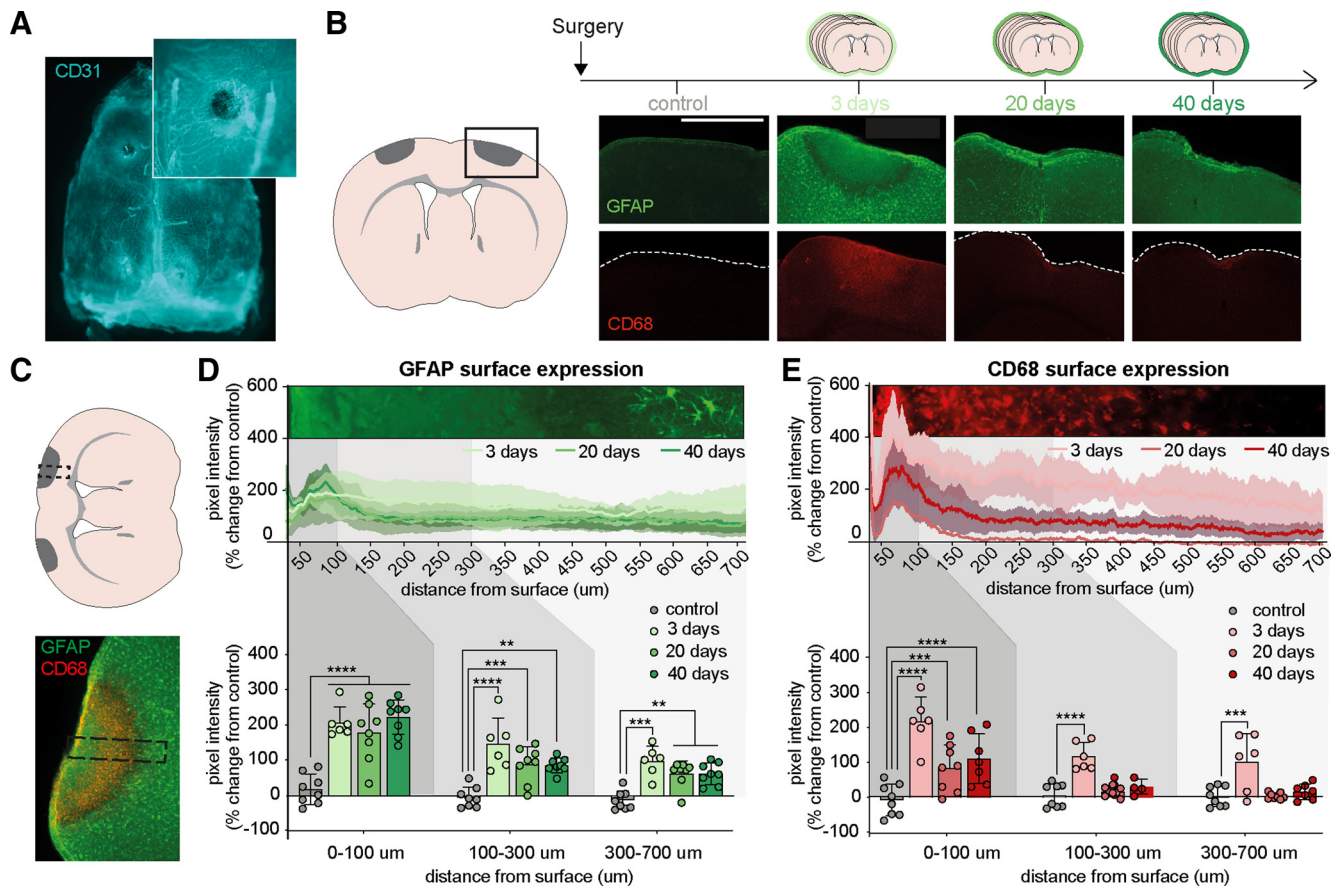 A
CD31
B
Surgery
control
3 days
20 days
40 days
GFAP
CD68
C
GFAP
CD68
D
GFAP surface expression
pixel intensity
(% change from control)
600
400
200
0
3 days
20 days
40 days
50 100 150 200 250 300 350 400 450 500 550 600 650 700
distance from surface (um)
control
3 days
20 days
40 days
pixel intensity
(% change from control)
400
300
200
100
0
-100
****
**
***
****
**
***
0-100 um
100-300 um
300-700 um
distance from surface (um)
E
CD68 surface expression
pixel intensity
(% change from control)
600
400
200
0
3 days
20 days
40 days
50 100 150 200 250 300 350 400 450 500 550 600 650 700
distance from surface (um)
control
3 days
20 days
40 days
pixel intensity
(% change from control)
400
300
200
100
0
-100
****
***
****
****
***
0-100 um
100-300 um
300-700 um
distance from surface (um)